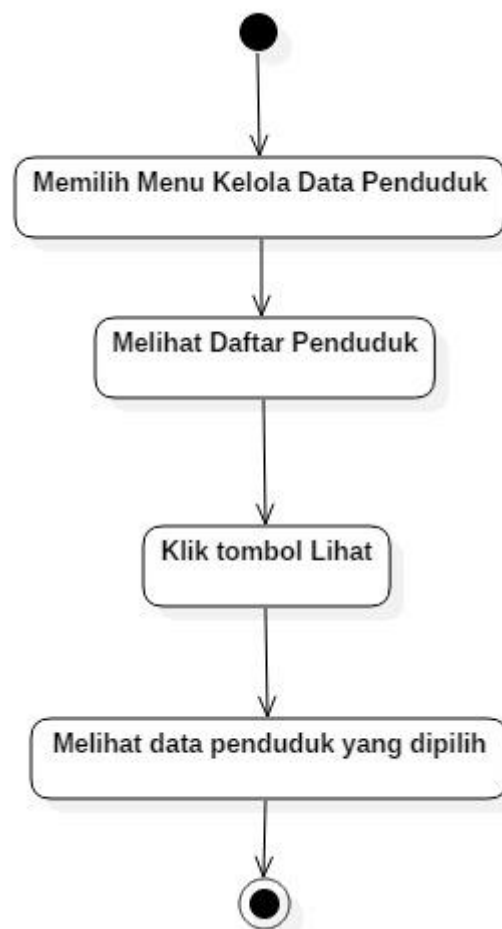 Memilih Menu Kelola Data Penduduk
Melihat Daftar Penduduk
Klik tombol Lihat
Melihat data penduduk yang dipilih